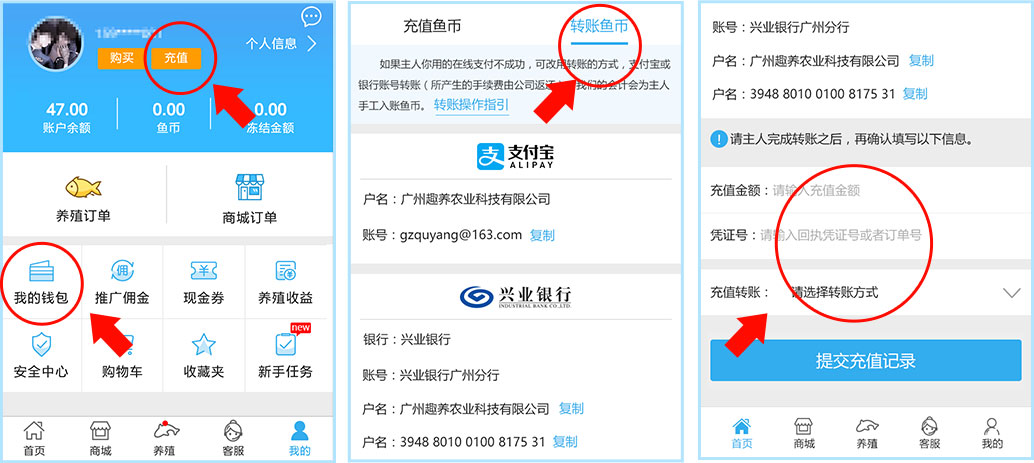 购买
充值
个人信息
47.00
0.00
0.00
账户余额
鱼币
冻结金额
养殖订单
商城订单
我的钱包
推广佣金
现金券
养殖收益
new
安全中心
购物车
收藏夹
新手任务
首页
商城
养殖
客服
我的
充值鱼币
转账鱼币
如果主人你用的在线支付不成功，可改用转账的方式，支付宝或
银行账号转账（所产生的手续费由公司返还
我们的会计会为主人
手工入账鱼币。 转账操作指引
支付宝
ALIPAY
户名：广州趣养农业科技有限公司
账号：gzquyang@163.com 复制
兴业银行
INDUSTRIAL BANK CO.,LTD.
银行：兴业银行
账号：兴业银行广州分行
户名：广州趣养农业科技有限公司 复制
户名：3948 8010 0100 8175 31 复制
账号：兴业银行广州分行
户名：广州趣养农业科技有限公司 复制
户名：3948 8010 0100 8175 31 复制
请主人完成转账之后，再确认填写以下信息。
充值金额：请输入充值金额
凭证号：请输入回执凭证号或者订单号
充值转账： 请选择转账方式
提交充值记录
首页
商城
养殖
客服
我的